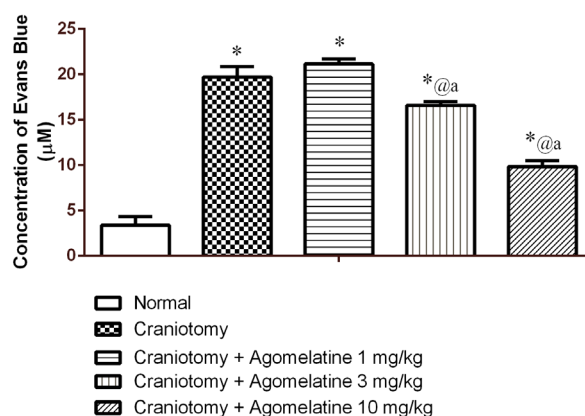 Concentration of Evans Blue
(µM)
25
20
15
10
5
0
*
*
*@a
*@a
Normal
Craniotomy
Craniotomy + Agomelatine 1 mg/kg
Craniotomy + Agomelatine 3 mg/kg
Craniotomy + Agomelatine 10 mg/kg